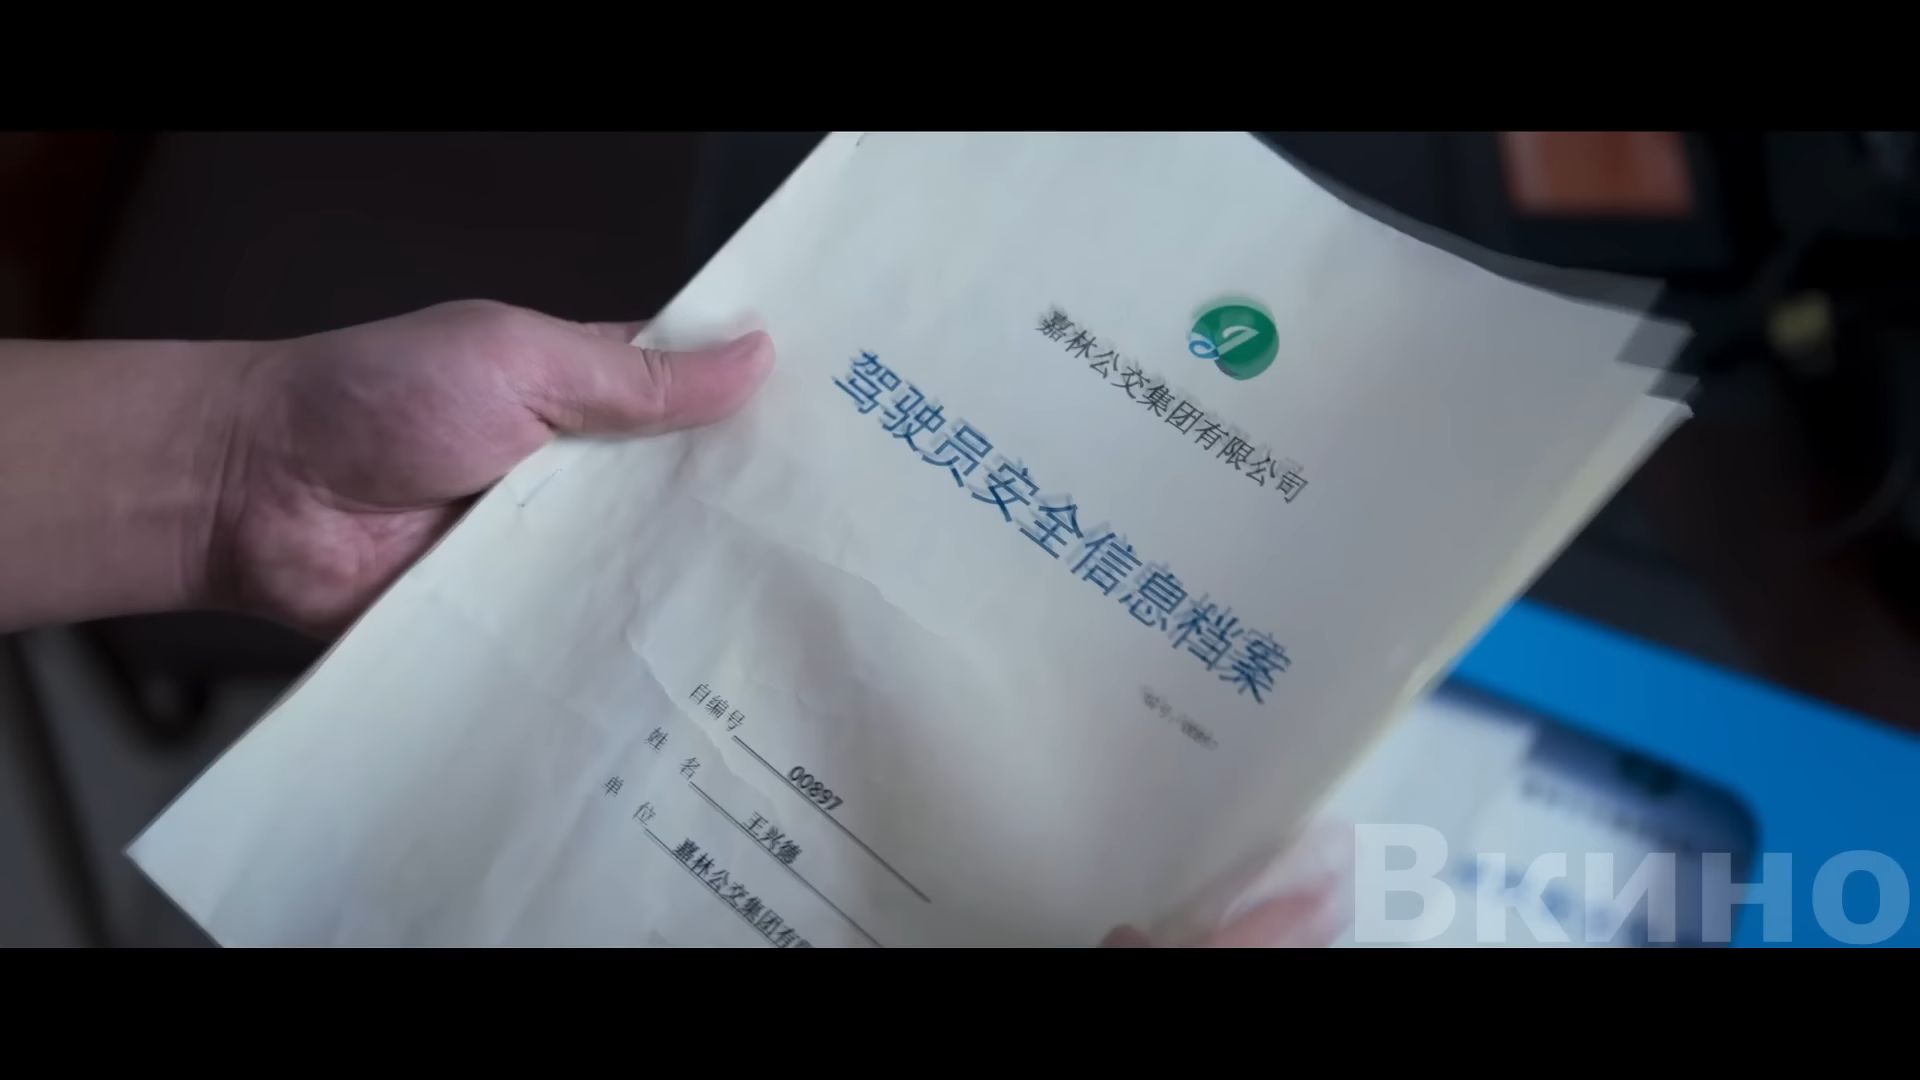 嘉林公交集团有限公司
驾驶员安全信息档案
自编号 00897
姓 名 王兴德
单 位 嘉林公交集团有
Вкино